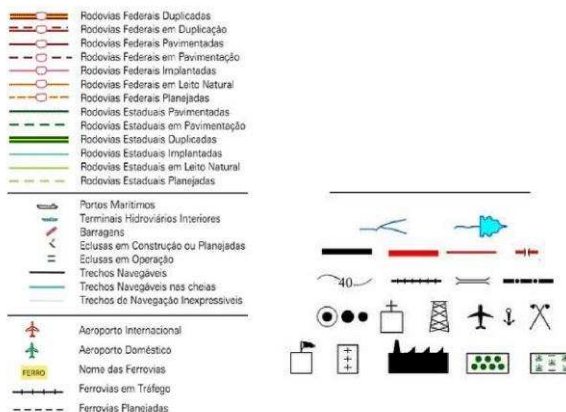 Rodovias Federais Duplicadas
Rodovias Federais em Duplicação
Rodovias Federais Pavimentadas
Rodovias Federais em Pavimentação
Rodovias Federais Implantadas
Rodovias Federais em Leito Natural
Rodovias Federais Planejadas
Rodovias Estaduais Pavimentadas
Rodovias Estaduais em Pavimentação
Rodovias Estaduais Duplicadas
Rodovias Estaduais Implantadas
Rodovias Estaduais em Leito Natural
Rodovias Estaduais Planejadas
Portos Marítimos
Terminais Hidroviários Interiores
Barragens
Eclusas em Construção ou Planejadas
Eclusas em Operação
Trechos Navegáveis
Trechos Navegáveis nas cheias
Trechos de Navegação Inexpressíveis
40
Aeroporto Internacional
Aeroporto Doméstico
FERRO Nome das Ferrovias
Ferrovias em Tráfego
Ferrovias Planejadas